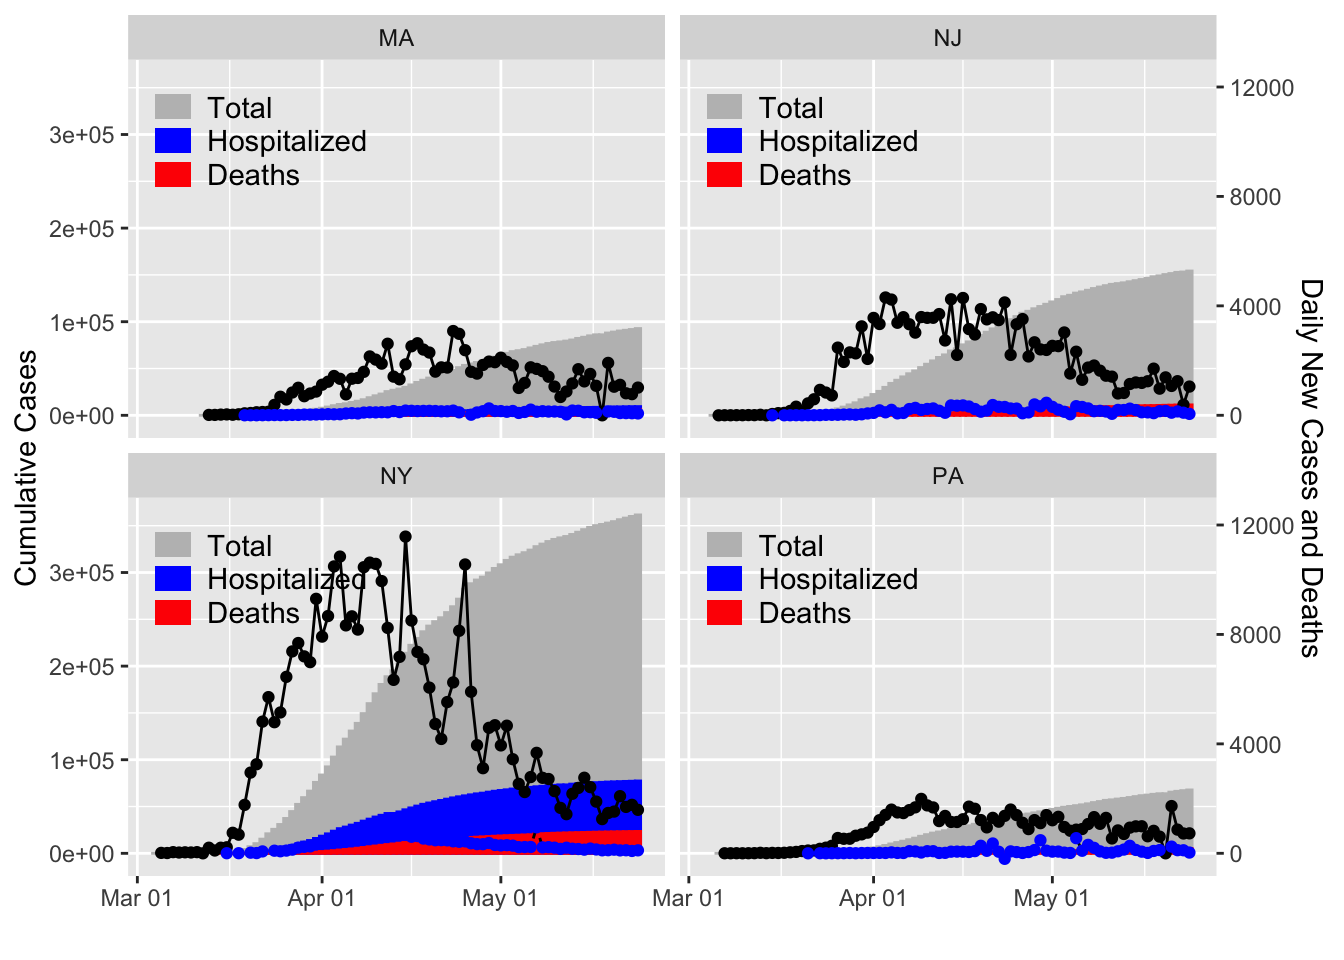 MA
NJ
Total
Hospitalized
Deaths
Total
Hospitalized
Deaths
3e+05
2e+05
1e+05
0e+00
12000
8000
4000
0
NY
PA
Total
Hospitalized
Deaths
Total
Hospitalized
Deaths
3e+05
2e+05
1e+05
0e+00
12000
8000
4000
0
Mar 01
Apr 01
May 01
Mar 01
Apr 01
May 01
Cumulative Cases
Daily New Cases and Deaths